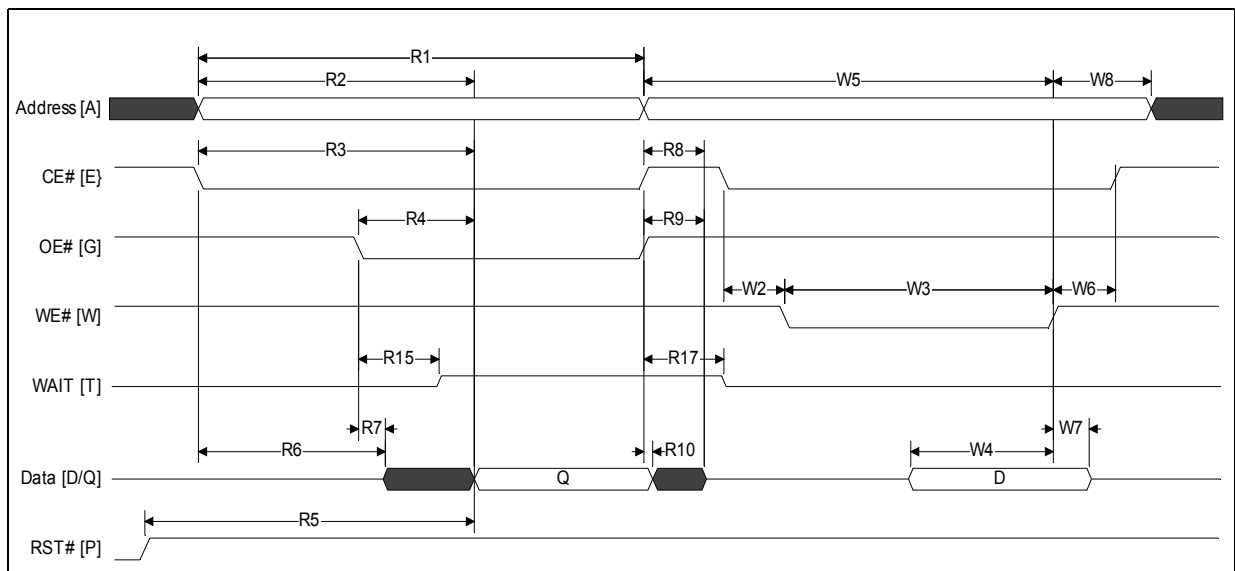 R1
R2
W5
W8
Address [A]
R3
R8
CE# [E}
R4
R9
OE# [G]
W2
W3
W6
WE# [W]
R15
R17
WAIT [T]
R7
W7
R6
R10
W4
Data [D/Q]
Q
D
R5
RST# [P]